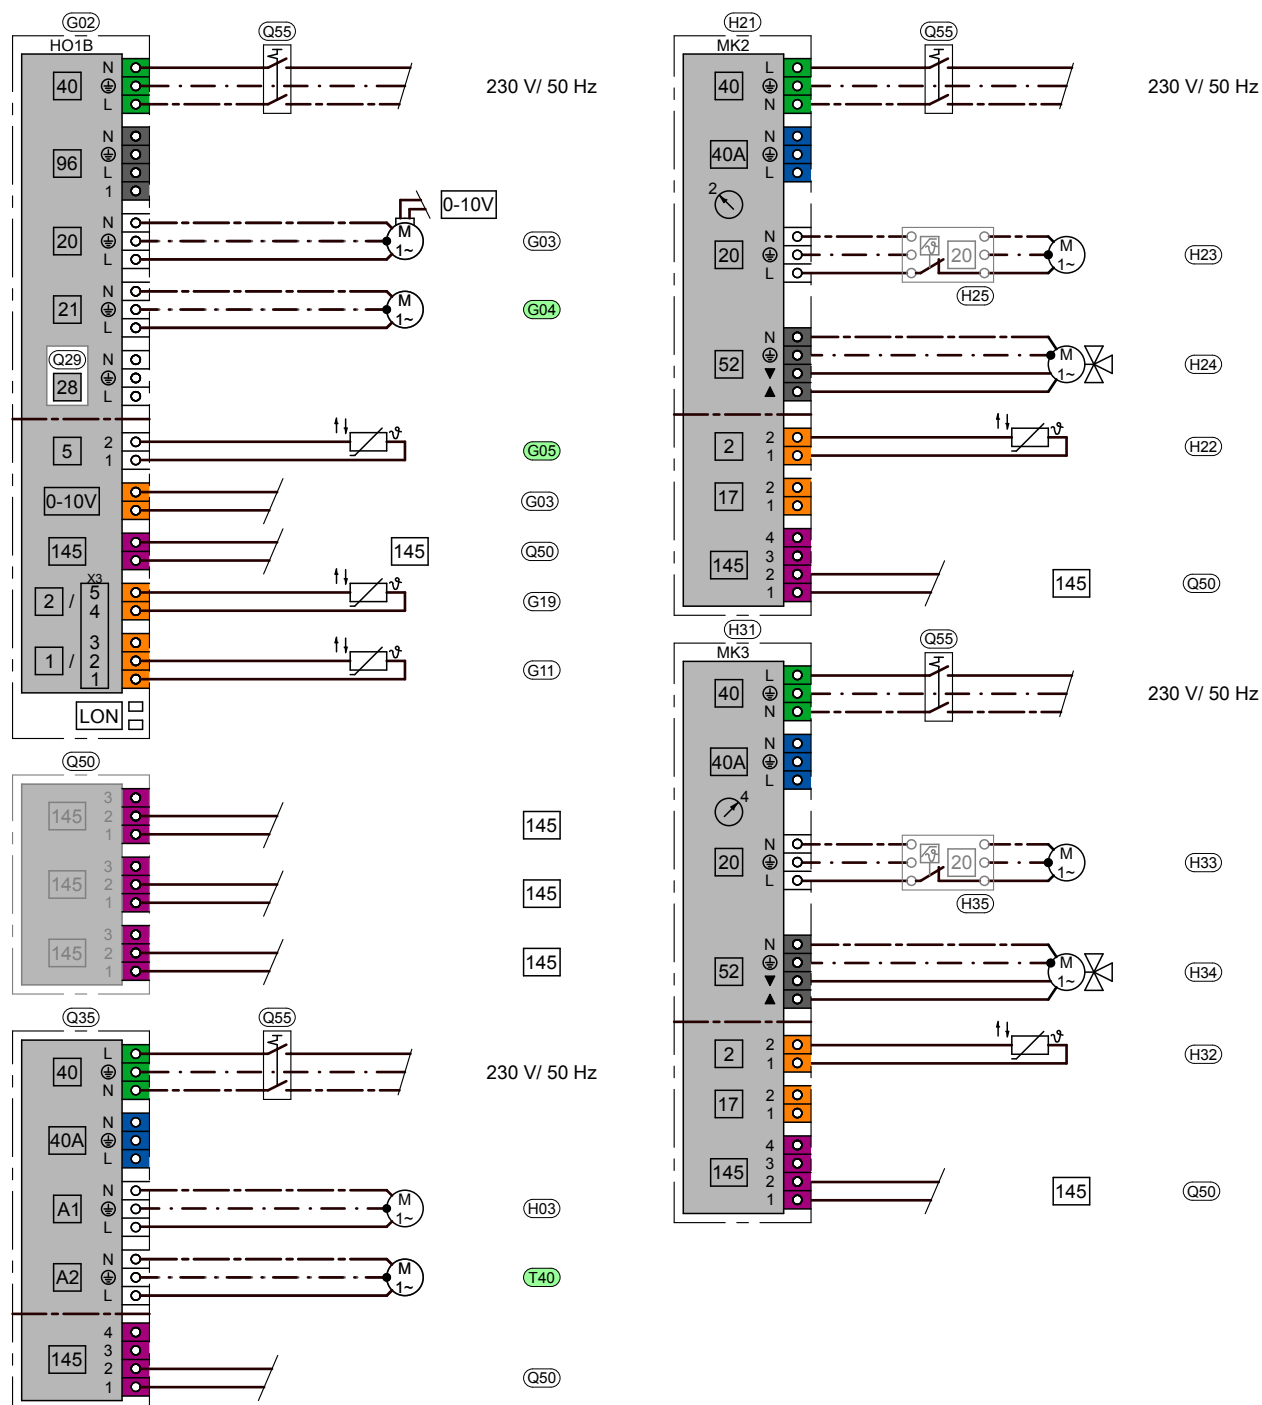 G02
HO1B
Q55
40
N
L
230 V/ 50 Hz
96
N
L
1
0-10V
20
N
L
M
1~
G03
21
N
L
M
1~
G04
Q29
28
N
L
5
2
1
ϑ
G05
0-10V
G03
145
145
Q50
X3
2 / 5
4
ϑ
G19
3
1 / 2
1
ϑ
G11
LON
Q50
145
3
2
1
145
145
3
2
1
145
145
3
2
1
145
Q35
Q55
40
L
N
230 V/ 50 Hz
40A
N
L
A1
N
L
M
1~
H03
A2
N
L
M
1~
T40
145
4
3
2
1
Q50
H21
MK2
Q55
40
L
N
230 V/ 50 Hz
40A
N
L
2
20
N
L
ϑ
20
M
1~
H23
H25
52
N
▼
▲
M
1~
H24
2
2
1
ϑ
H22
17
2
1
145
4
3
2
1
145
Q50
H31
MK3
Q55
40
L
N
230 V/ 50 Hz
40A
N
L
4
20
N
L
ϑ
20
M
1~
H33
H35
52
N
▼
▲
M
1~
H34
2
2
1
ϑ
H32
17
2
1
145
4
3
2
1
145
Q50